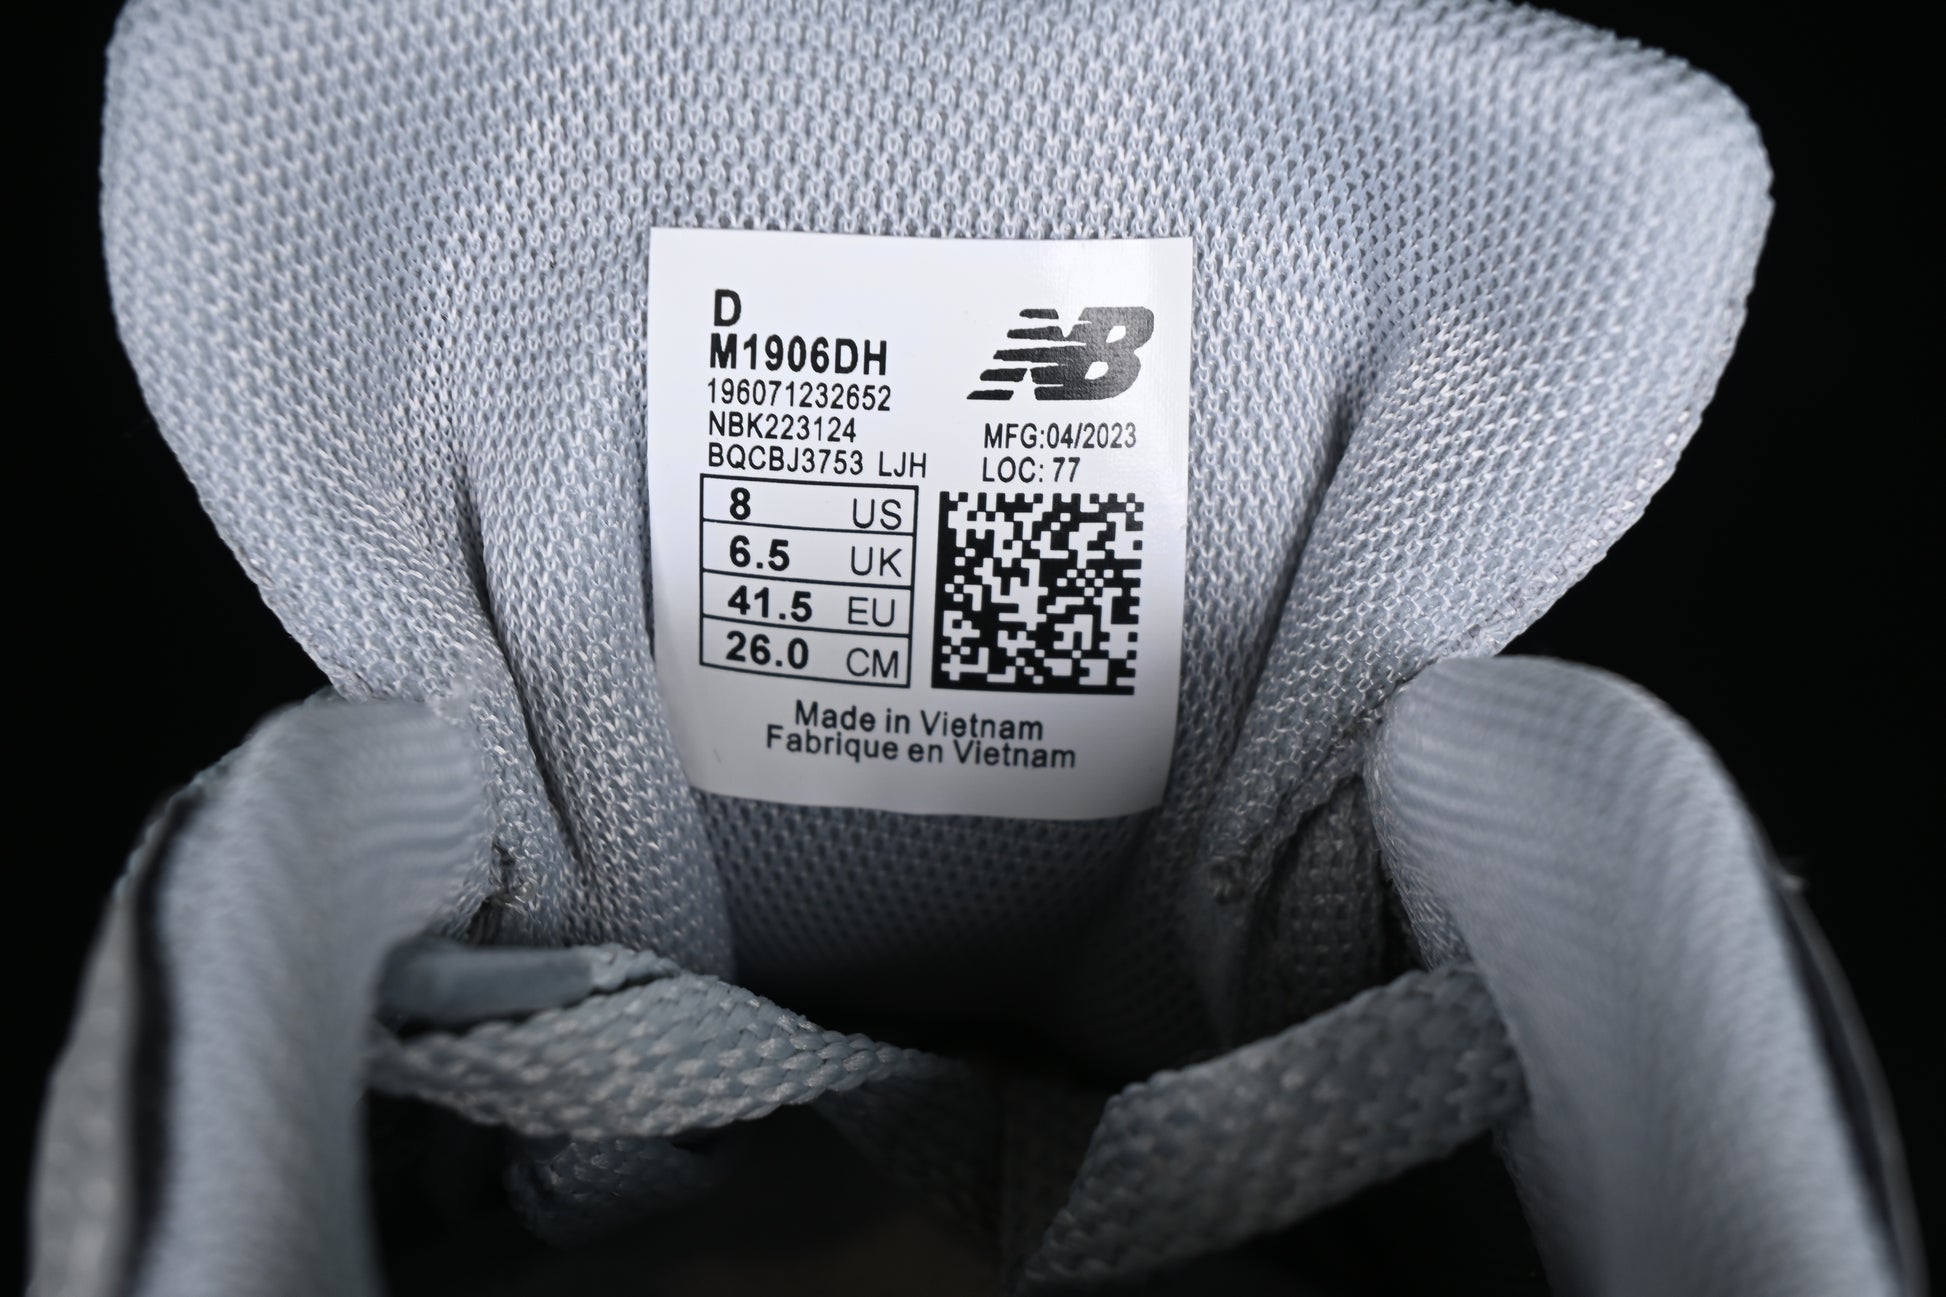 D
M1906DH
196071232652
NBK223124
BQCBJ3753 LJH
NB
MFG:04/2023
LOC: 77
8 US
6.5 UK
41.5 EU
26.0 CM
Made in Vietnam
Fabrique en Vietnam